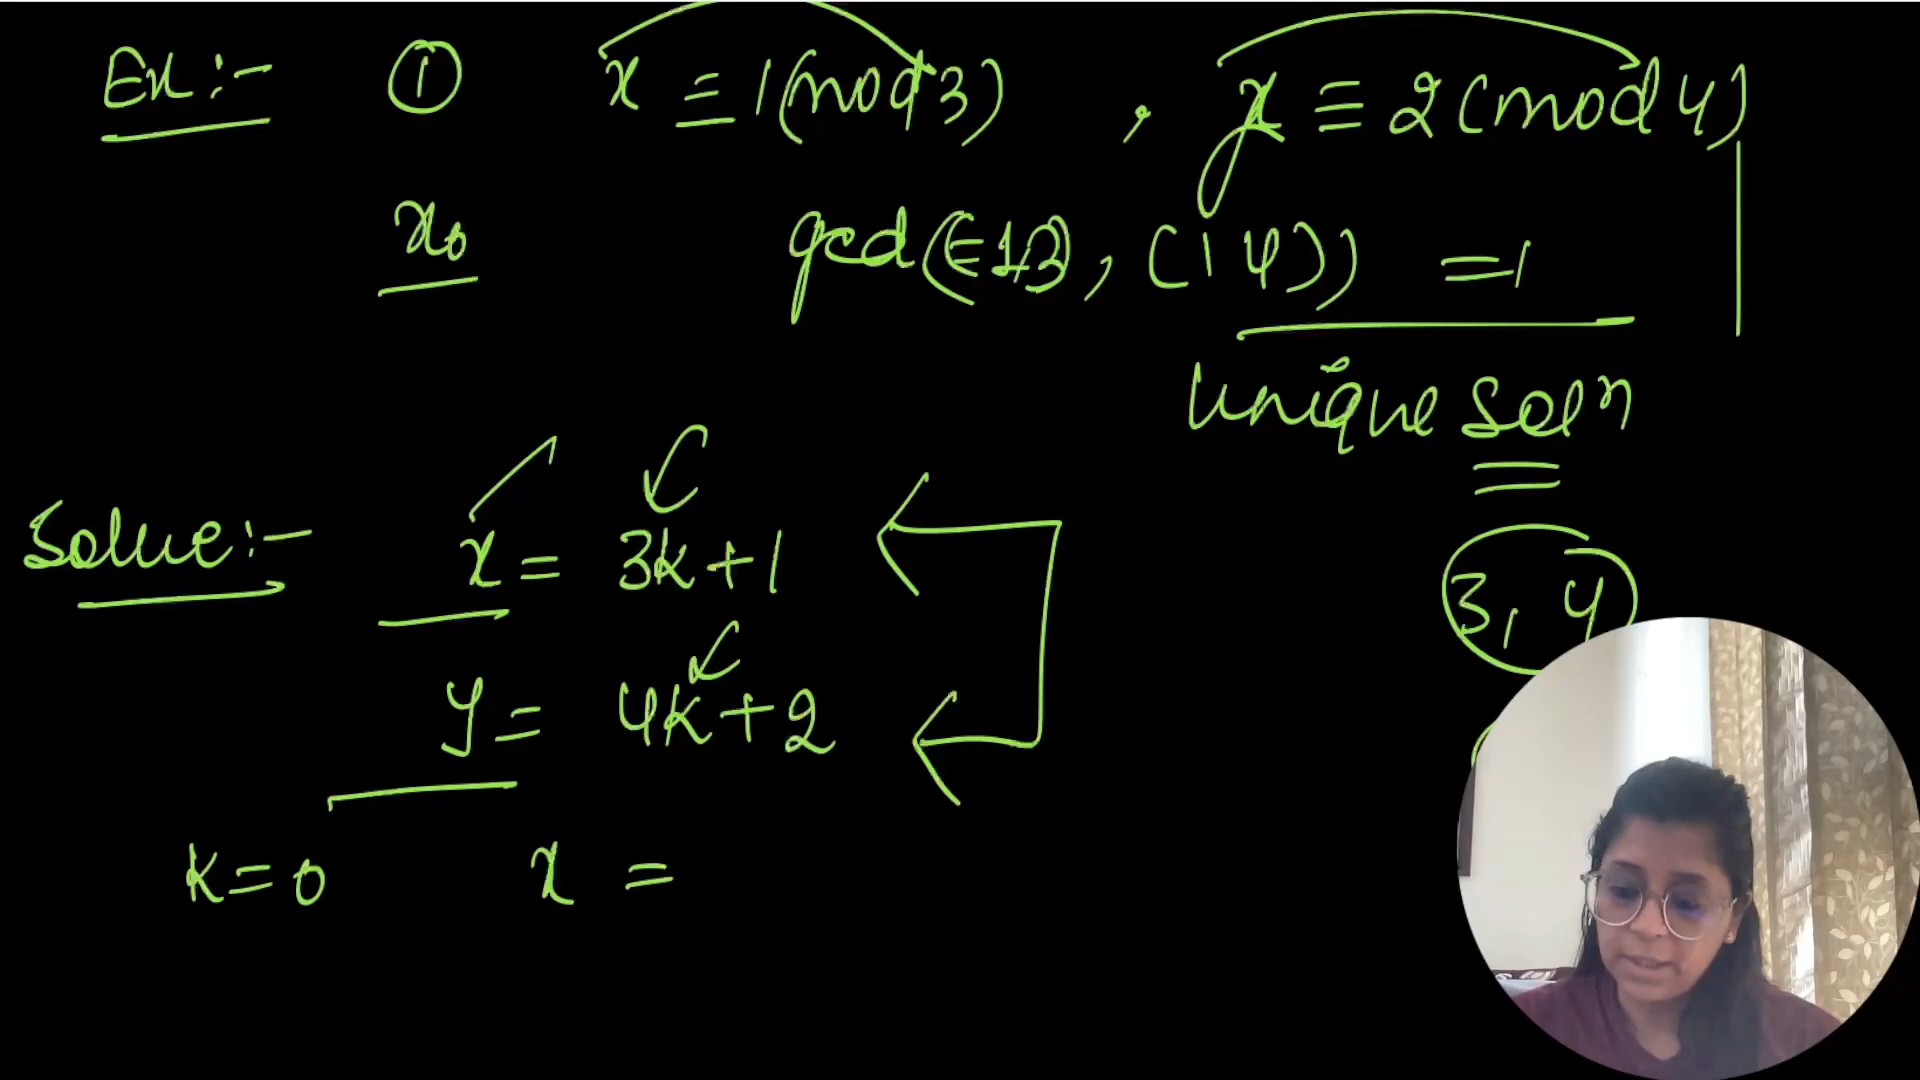 Ex :- ① x ≡ 1(mod 3) , x ≡ 2(mod 4)
x₀ gcd( 3, ( 4)) = 1
Unique Soln
Solve :- x = 3k+1
3, 4
y = 4k+2
k=0 x =